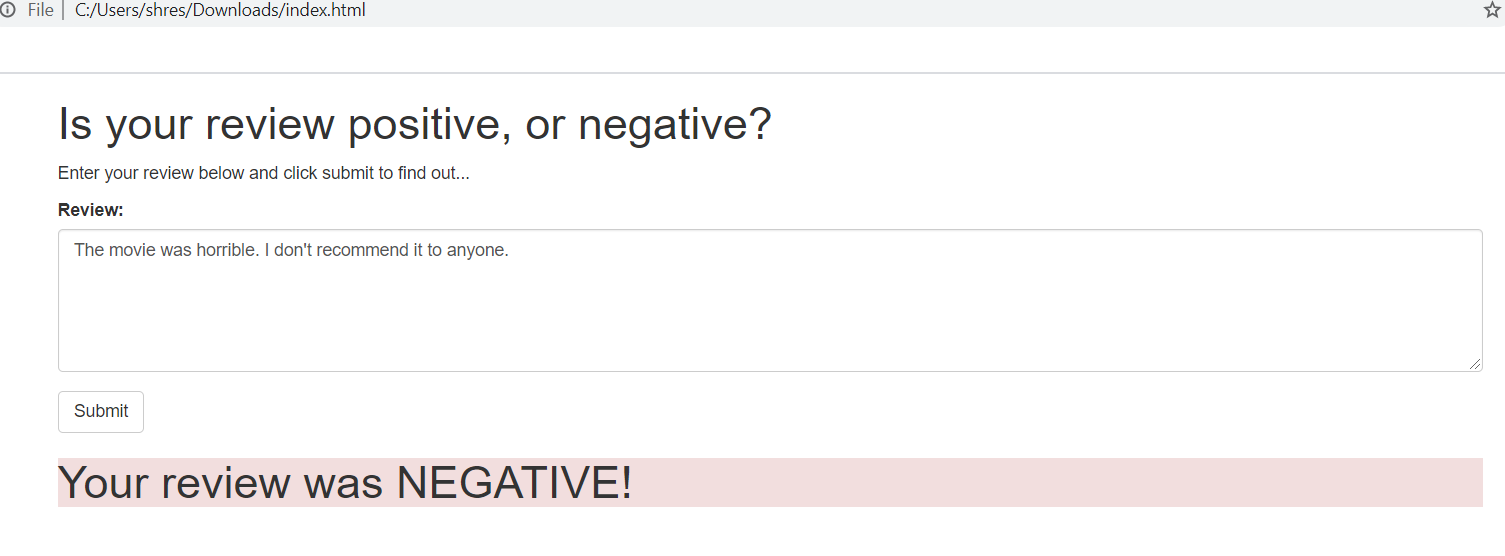 File | C:/Users/shres/Downloads/index.html
Is your review positive, or negative?
Enter your review below and click submit to find out...
Review:
The movie was horrible. I don't recommend it to anyone.
Submit
Your review was NEGATIVE!